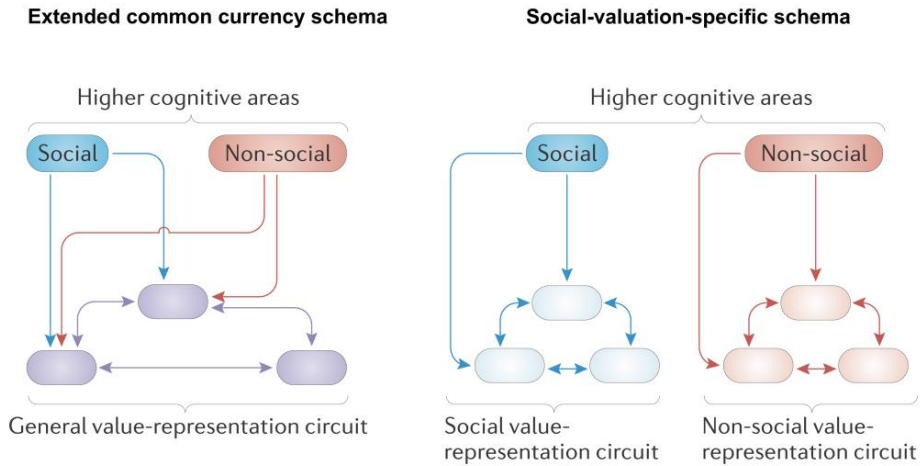 Extended common currency schema
Social-valuation-specific schema
Higher cognitive areas
Higher cognitive areas
Social
Non-social
Social
Non-social
General value-representation circuit
Social value-
representation circuit
Non-social value-
representation circuit